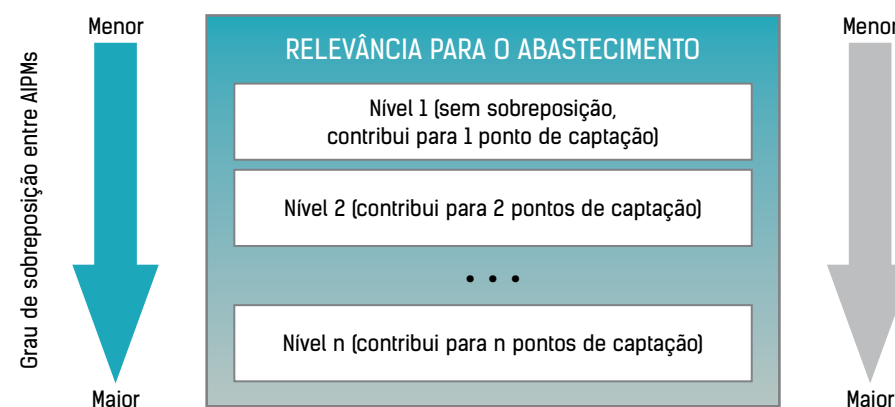 Menor
Grau de sobreposição entre AIPMs
Maior
RELEVÂNCIA PARA O ABASTECIMENTO
Nível 1 (sem sobreposição,
contribui para 1 ponto de captação)
Nível 2 (contribui para 2 pontos de captação)
...
Nível n (contribui para n pontos de captação)
Menor
Maior